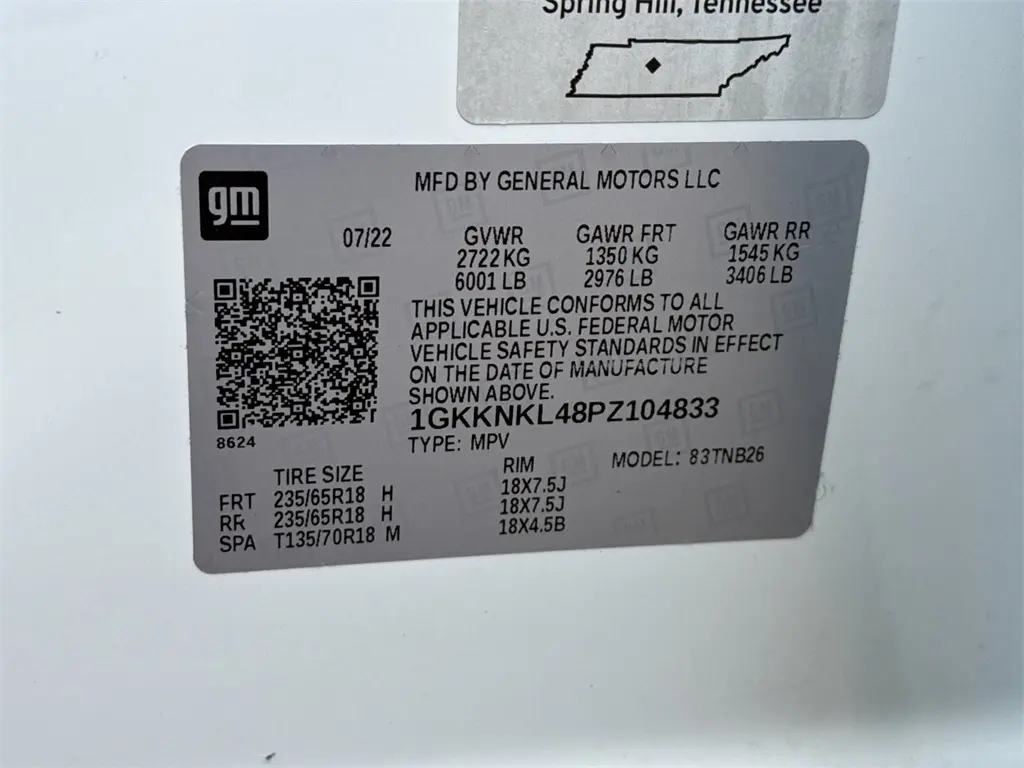 Spring Hill, Tennessee
gm
MFD BY GENERAL MOTORS LLC
07/22 GVWR GAWR FRT GAWR RR
2722 KG 1350 KG 1545 KG
6001 LB 2976 LB 3406 LB
THIS VEHICLE CONFORMS TO ALL
APPLICABLE U.S. FEDERAL MOTOR
VEHICLE SAFETY STANDARDS IN EFFECT
ON THE DATE OF MANUFACTURE
SHOWN ABOVE.
1GKKNKL48PZ104833
8624
TYPE: MPV
MODEL: 83TNB26
TIRE SIZE RIM
FRT 235/65R18 H 18X7.5J
RR 235/65R18 H 18X7.5J
SPA T135/70R18 M 18X4.5B